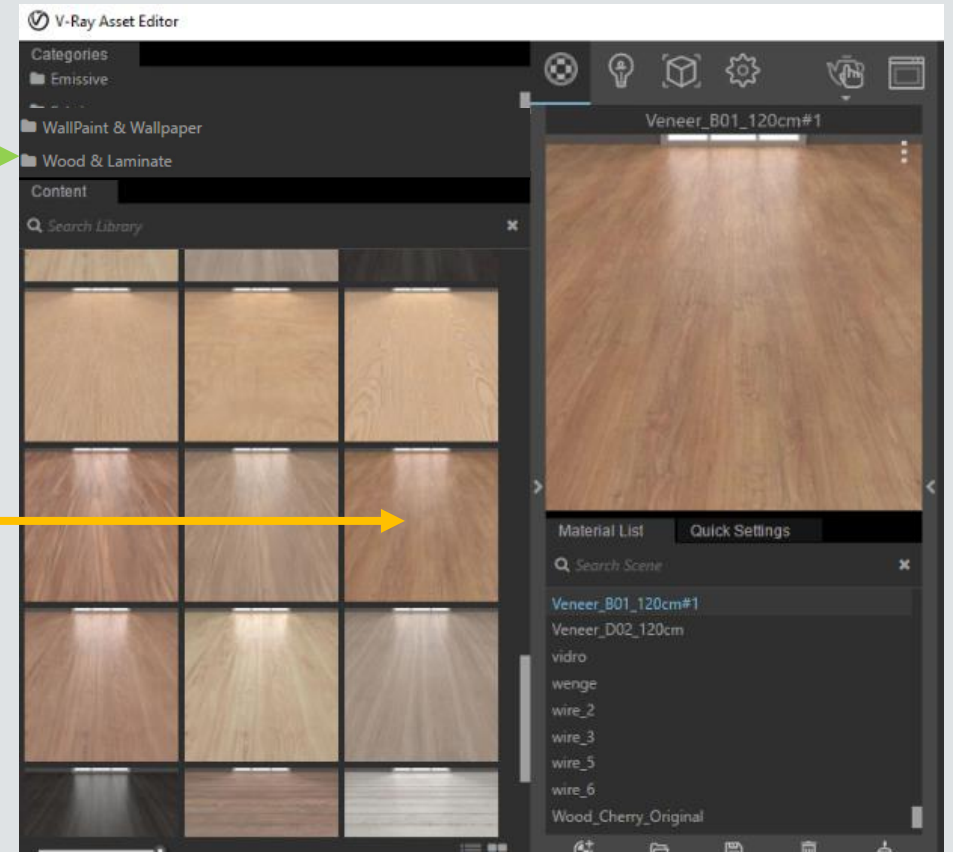 V-Ray Asset Editor
Categories
Emissive
WallPaint & Wallpaper
Wood & Laminate
Content
Search Library
Veneer_B01_120cm#1
Material List
Quick Settings
Search Scene
Veneer_B01_120cm#1
Veneer_D02_120cm
vidro
wenge
wire_2
wire_3
wire_5
wire_6
Wood_Cherry_Original